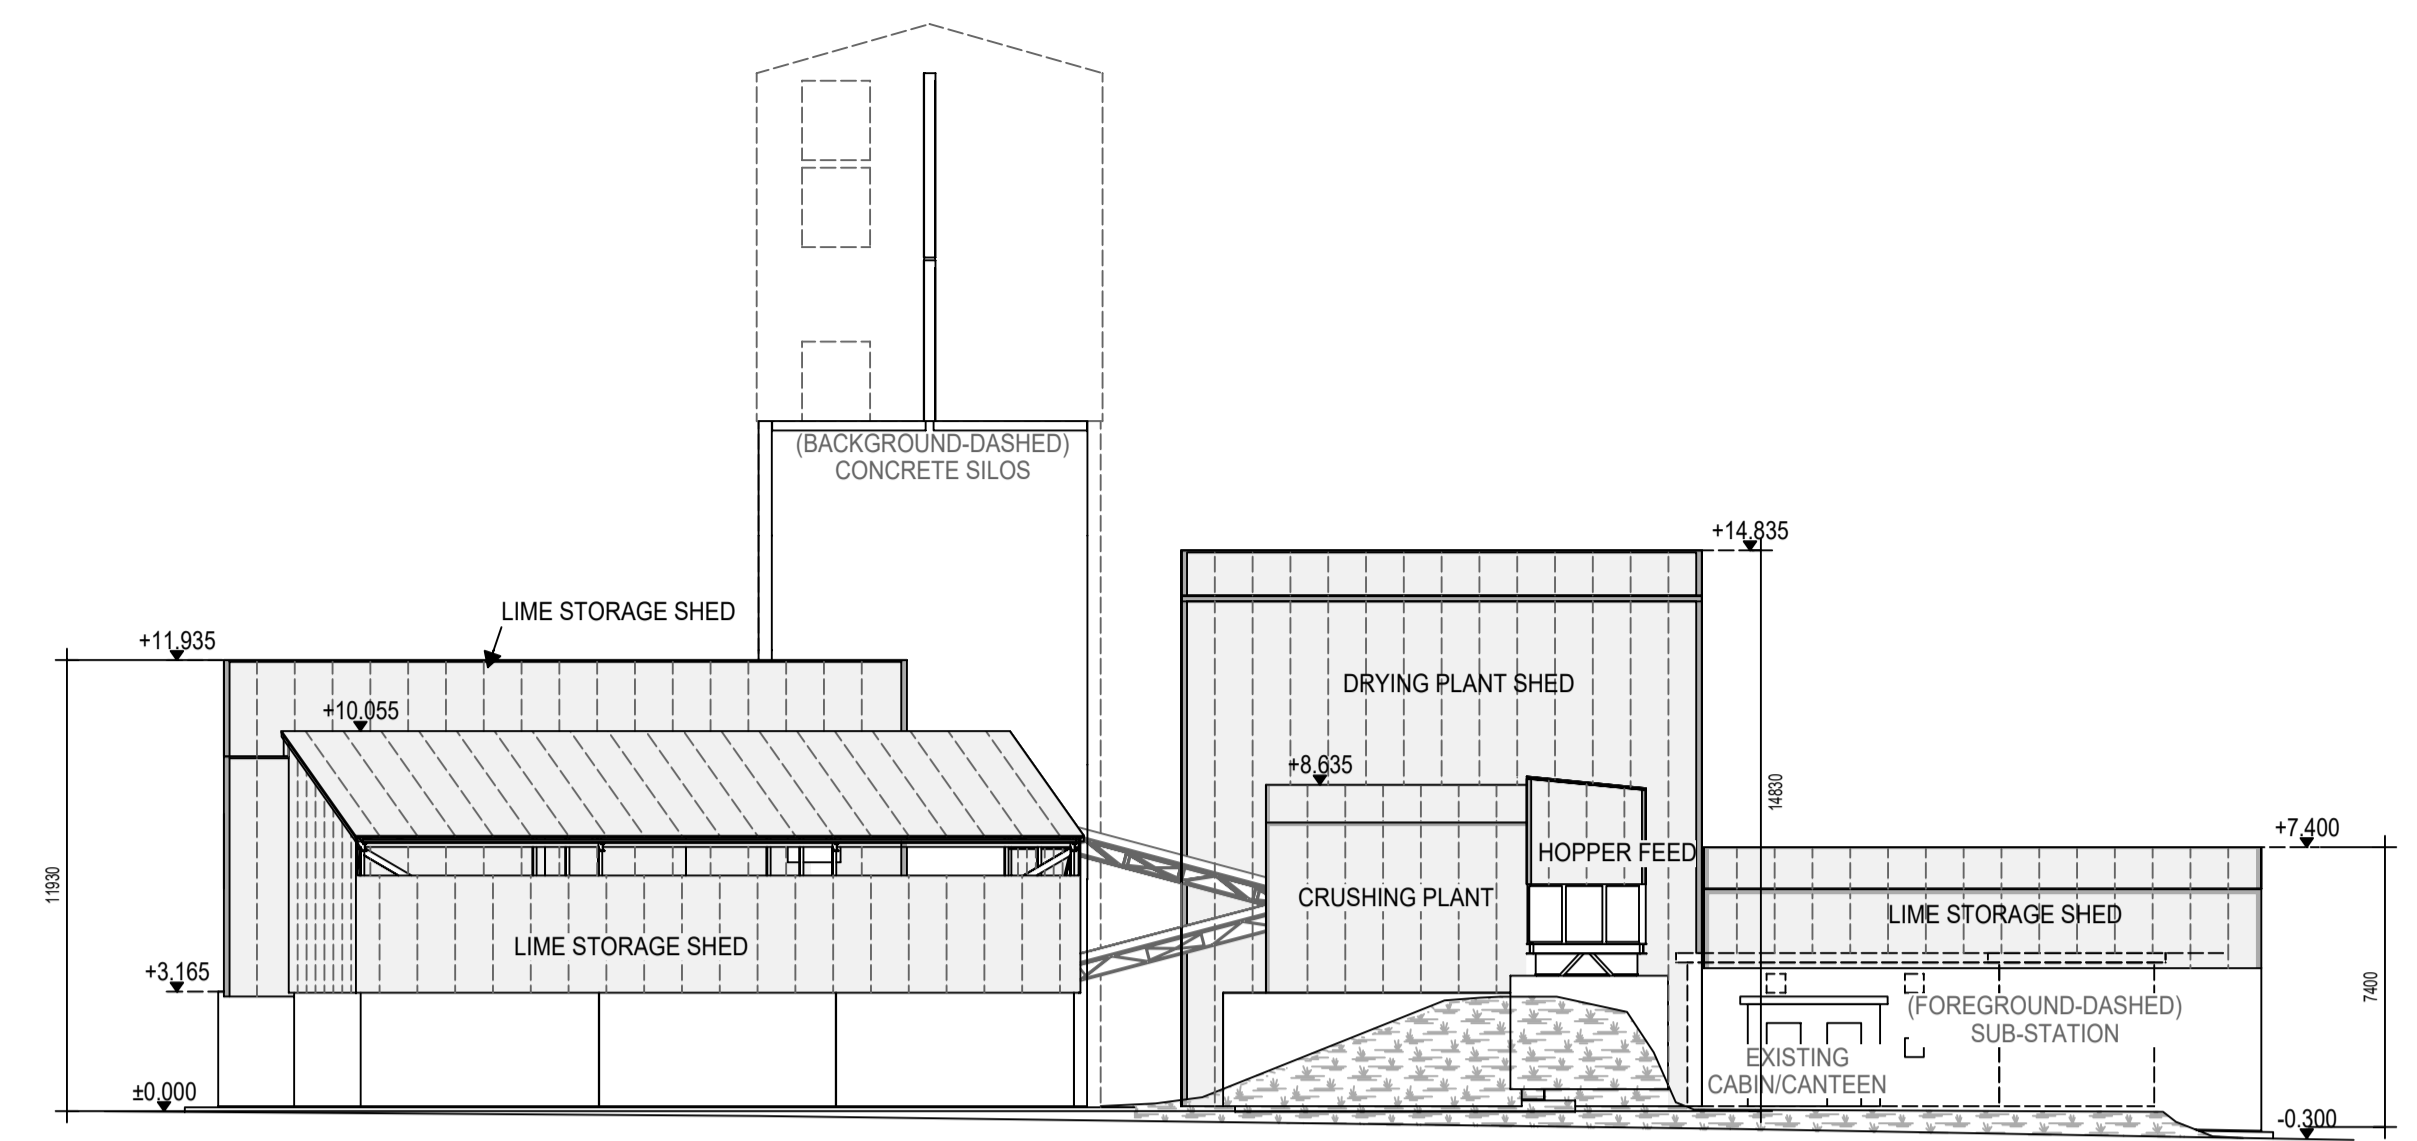 (BACKGROUND-DASHED)
CONCRETE SILOS
+14.835
LIME STORAGE SHED
+11.935
DRYING PLANT SHED
+10.055
+8.635
14830
+7.400
HOPPER FEED
11930
CRUSHING PLANT
LIME STORAGE SHED
LIME STORAGE SHED
+3.165
7400
(FOREGROUND-DASHED)
SUB-STATION
EXISTING
CABIN/CANTEEN
±0.000
-0.300